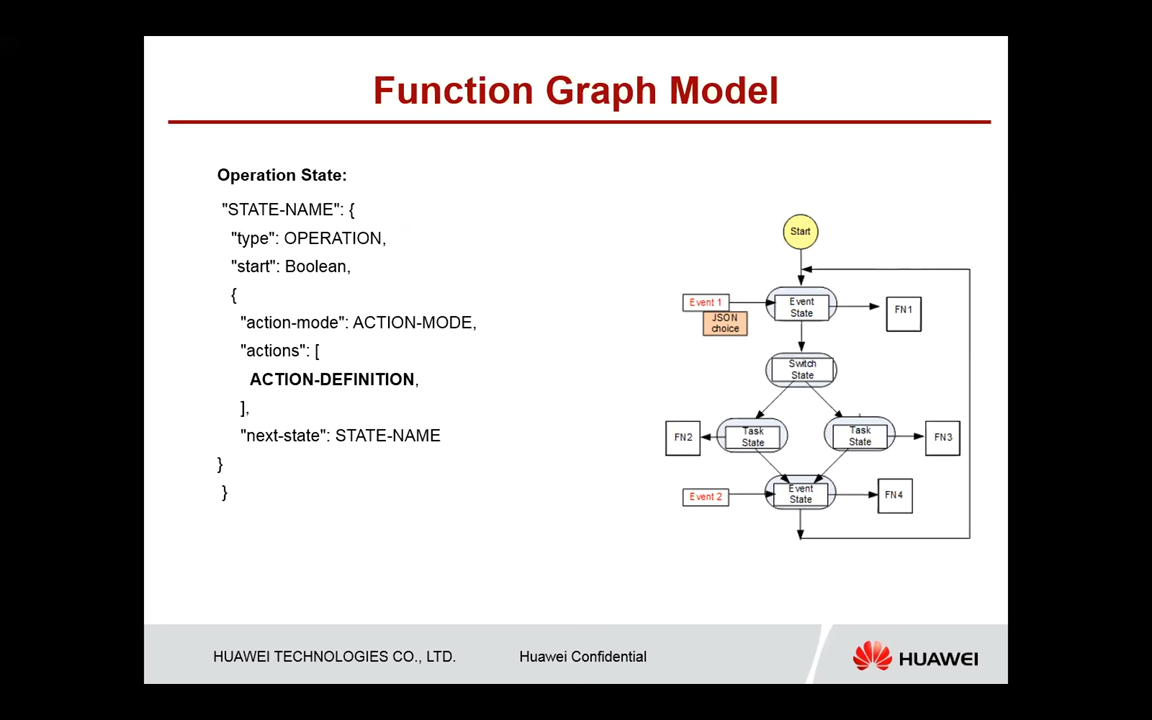 Function Graph Model
Operation State:
"STATE-NAME": {
"type": OPERATION,
"start": Boolean,
{
"action-mode": ACTION-MODE,
"actions": [
ACTION-DEFINITION,
],
"next-state": STATE-NAME
}
}
Start
Event 1
JSON
choice
Event
State
FN1
Switch
State
FN2
Task
State
Task
State
FN3
Event 2
Event
State
FN4
HUAWEI TECHNOLOGIES CO., LTD.
Huawei Confidential
HUAWEI